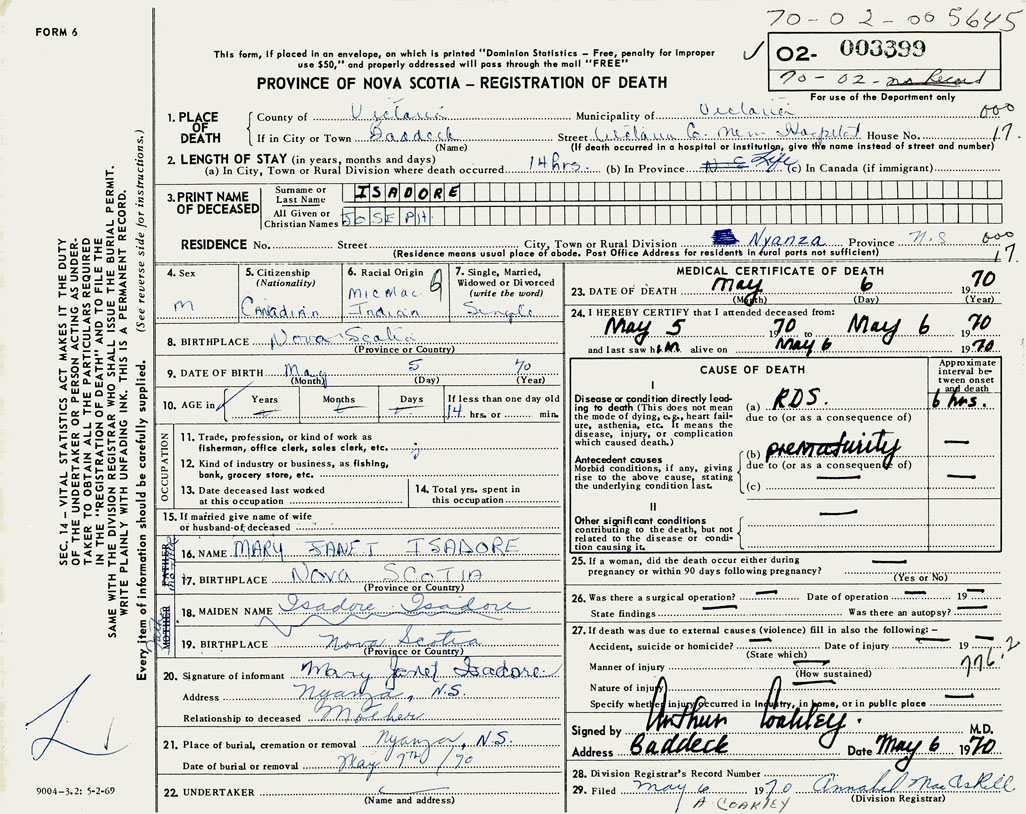 FORM 6
70-02-005645
This form, if placed in an envelope, on which is printed "Dominion Statistics – Free, penalty for improper
use $50," and properly addressed will pass through the mail "FREE"
✓ 02- 003399
70-02- no Record
For use of the Department only
PROVINCE OF NOVA SCOTIA – REGISTRATION OF DEATH
1. PLACE OF DEATH
County of Victoria Municipality of Victoria 000
If in City or Town Baddeck Street Victoria Co. Mem Hospital House No. 17.
(Name) (If death occurred in a hospital or institution, give the name instead of street and number)
2. LENGTH OF STAY (in years, months and days)
(a) In City, Town or Rural Division where death occurred 14 hrs. (b) In Province Life (c) In Canada (if immigrant)
3. PRINT NAME OF DECEASED
Surname or Last Name ISADORE
All Given or Christian Names JOSEPH
RESIDENCE No. Street City, Town or Rural Division Nyanza Province N.S 000
(Residence means usual place of abode. Post Office Address for residents in rural parts not sufficient) 17.
SEC. 14 – VITAL STATISTICS ACT MAKES IT THE DUTY
OF THE UNDERTAKER OR PERSON ACTING AS UNDER-
TAKER TO OBTAIN ALL THE PARTICULARS REQUIRED
IN THE "REGISTRATION OF DEATH" AND TO FILE THE
SAME WITH THE DIVISION REGISTRAR WHO SHALL ISSUE THE BURIAL PERMIT.
WRITE PLAINLY WITH UNFADING INK. THIS IS A PERMANENT RECORD.
Every item of information should be carefully supplied. (See reverse side for instructions.)
4. Sex
M
5. Citizenship
(Nationality)
Canadian
6. Racial Origin
Micmac 6
Indian
7. Single, Married,
Widowed or Divorced
(write the word)
Single
8. BIRTHPLACE Nova Scotia
(Province or Country)
9. DATE OF BIRTH May 5 70
(Month) (Day) (Year)
10. AGE in Years Months Days If less than one day old
14 hrs. or min.
OCCUPATION
11. Trade, profession, or kind of work as
fisherman, office clerk, sales clerk, etc.
12. Kind of industry or business, as fishing,
bank, grocery store, etc.
13. Date deceased last worked
at this occupation
14. Total yrs. spent in
this occupation
15. If married give name of wife
or husband of deceased
FATHER
16. NAME MARY JANET ISADORE
17. BIRTHPLACE NOVA SCOTIA
(Province or Country)
MOTHER
18. MAIDEN NAME Isadore Isadore
19. BIRTHPLACE Nova Scotia
(Province or Country)
20. Signature of informant Mary Janet Isadore
Address Nyanza, N.S.
Relationship to deceased Mother
21. Place of burial, cremation or removal Nyanza, N.S.
Date of burial or removal May 7th /70
22. UNDERTAKER
(Name and address)
9004-3.2: 5-2-69
MEDICAL CERTIFICATE OF DEATH
23. DATE OF DEATH May 6 1970
(Month) (Day) (Year)
24. I HEREBY CERTIFY that I attended deceased from:
May 5 1970 to May 6 1970
and last saw him alive on May 6 1970.
CAUSE OF DEATH
Approximate
interval be-
tween onset
and death
I
Disease or condition directly lead-
ing to death (This does not mean
the mode of dying, e.g., heart fail-
ure, asthenia, etc. It means the
disease, injury, or complication
which caused death.)
(a) RDS. 6 hrs.
due to (or as a consequence of)
Antecedent causes
Morbid conditions, if any, giving
rise to the above cause, stating
the underlying condition last.
(b) prematurity —
due to (or as a consequence of)
(c) — —
II
Other significant conditions
contributing to the death, but not
related to the disease or condi-
tion causing it.
—
25. If a woman, did the death occur either during
pregnancy or within 90 days following pregnancy? —
(Yes or No)
26. Was there a surgical operation? — Date of operation — 19 —
State findings — Was there an autopsy? —
27. If death was due to external causes (violence) fill in also the following: –
Accident, suicide or homicide? — Date of injury — 19 —
(State which) 776.2
Manner of injury —
(How sustained)
Nature of injury —
Specify whether injury occurred in industry, in home, or in public place —
Signed by Arthur Coakley. M.D.
Address Baddeck Date May 6 1970
28. Division Registrar's Record Number
29. Filed May 6 1970 Annabel MacAskill
A COAKLEY (Division Registrar)